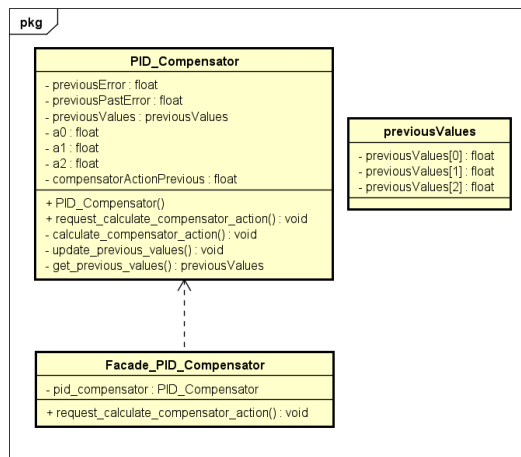 pkg
PID_Compensator
- previousError : float
- previousPastError : float
- previousValues : previousValues
- a0 : float
- a1 : float
- a2 : float
- compensatorActionPrevious : float
+ PID_Compensator()
+ request_calculate_compensator_action() : void
- calculate_compensator_action() : void
- update_previous_values() : void
- get_previous_values() : previousValues
previousValues
- previousValues[0] : float
- previousValues[1] : float
- previousValues[2] : float
Facade_PID_Compensator
- pid_compensator : PID_Compensator
+ request_calculate_compensator_action() : void